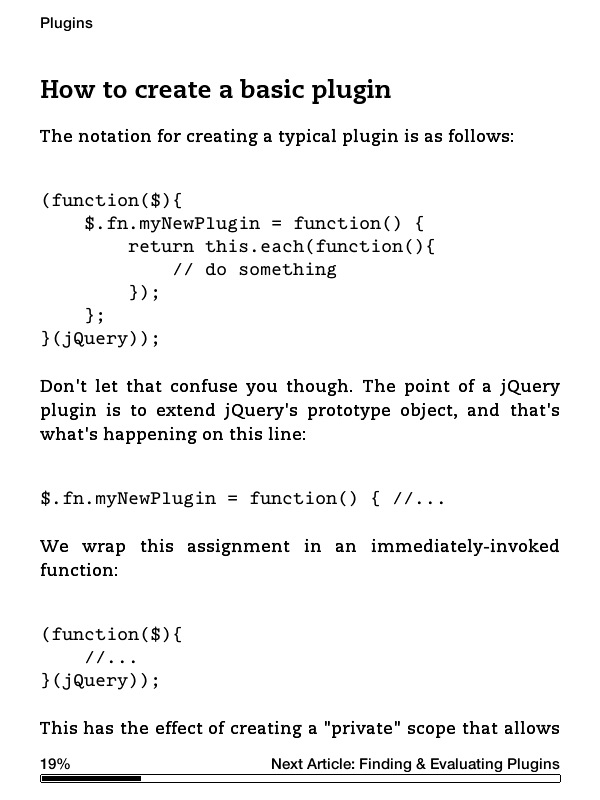 Plugins
How to create a basic plugin
The notation for creating a typical plugin is as follows:
(function($){
    $.fn.myNewPlugin = function() {
        return this.each(function(){
            // do something
        });
    };
}(jQuery));
Don't let that confuse you though. The point of a jQuery
plugin is to extend jQuery's prototype object, and that's
what's happening on this line:
$.fn.myNewPlugin = function() { //...
We wrap this assignment in an immediately-invoked
function:
(function($){
    //...
}(jQuery));
This has the effect of creating a "private" scope that allows
19% Next Article: Finding & Evaluating Plugins